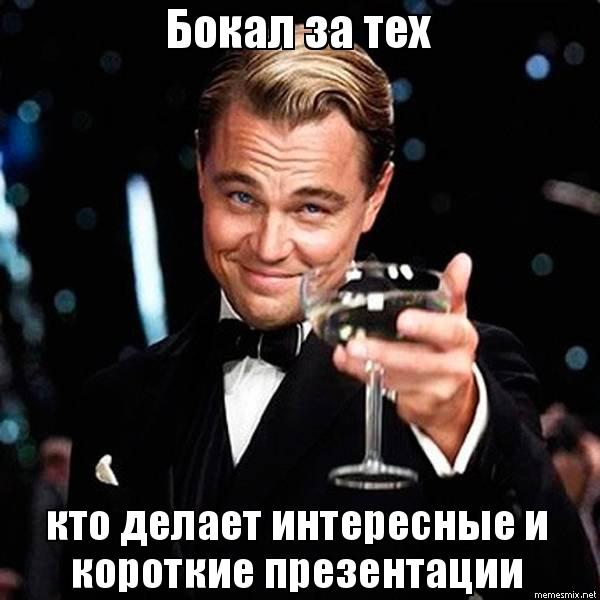 Бокал за тех
кто делает интересные и
короткие презентации
memesmix.net